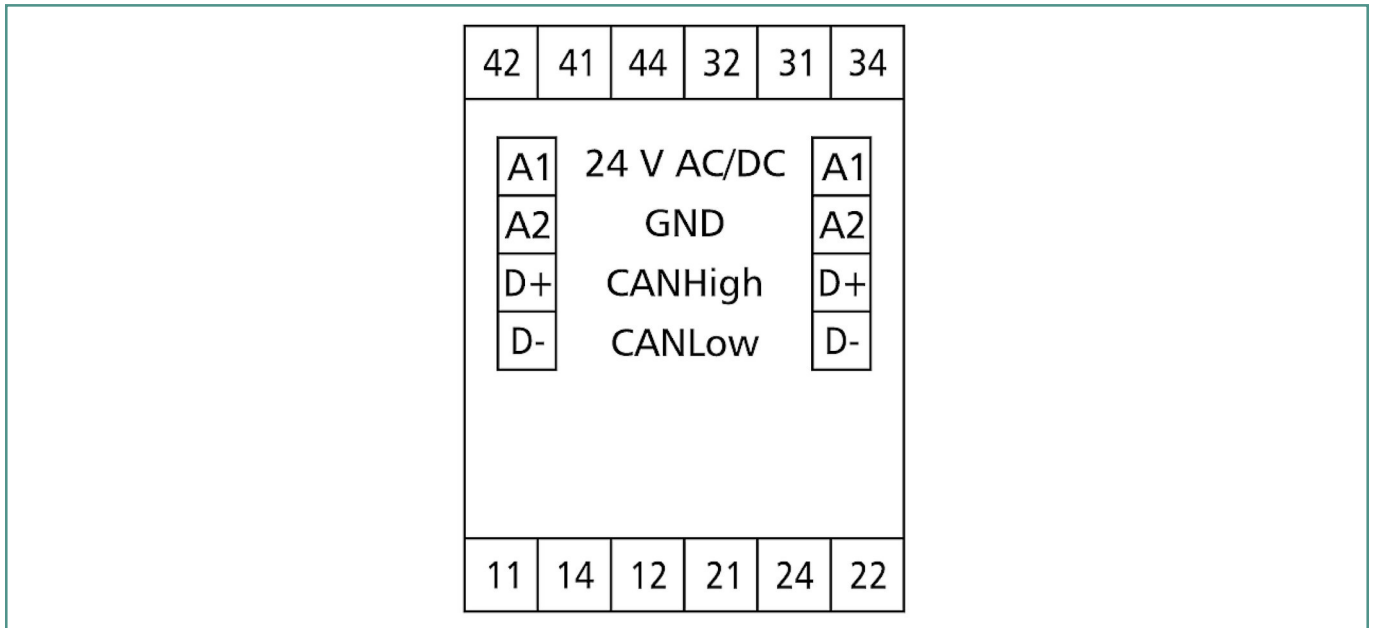 42 41 44 32 31 34
A1 24 V AC/DC A1
A2 GND A2
D+ CANHigh D+
D- CANLow D-
11 14 12 21 24 22